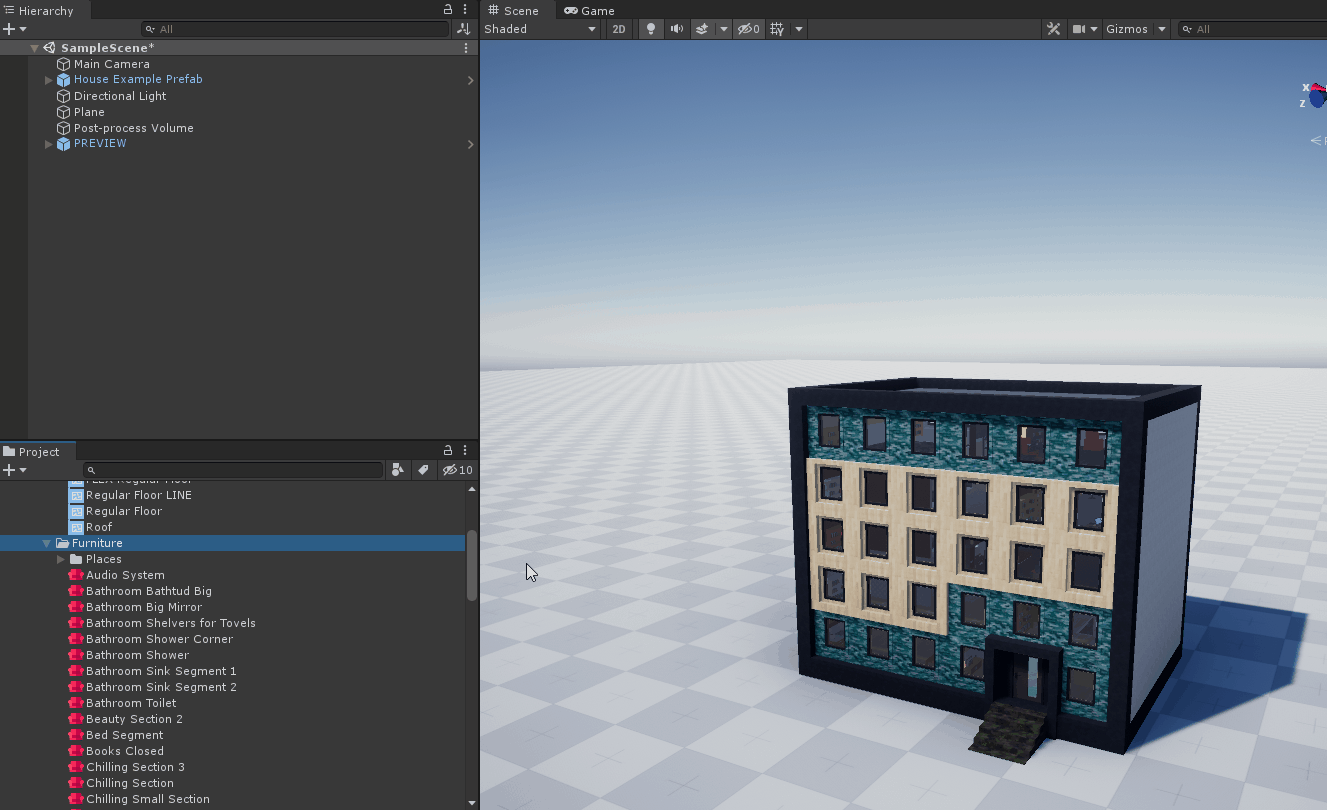 Hierarchy
All
SampleScene*
Main Camera
House Example Prefab
Directional Light
Plane
Post-process Volume
PREVIEW
Project
10
Regular Floor LINE
Regular Floor
Roof
Furniture
Places
Audio System
Bathroom Bathtud Big
Bathroom Big Mirror
Bathroom Shelvers for Tovels
Bathroom Shower Corner
Bathroom Shower
Bathroom Sink Segment 1
Bathroom Sink Segment 2
Bathroom Toilet
Beauty Section 2
Bed Segment
Books Closed
Chilling Section 3
Chilling Section
Chilling Small Section
Scene Game
Shaded 2D 0 Gizmos All
X
Z